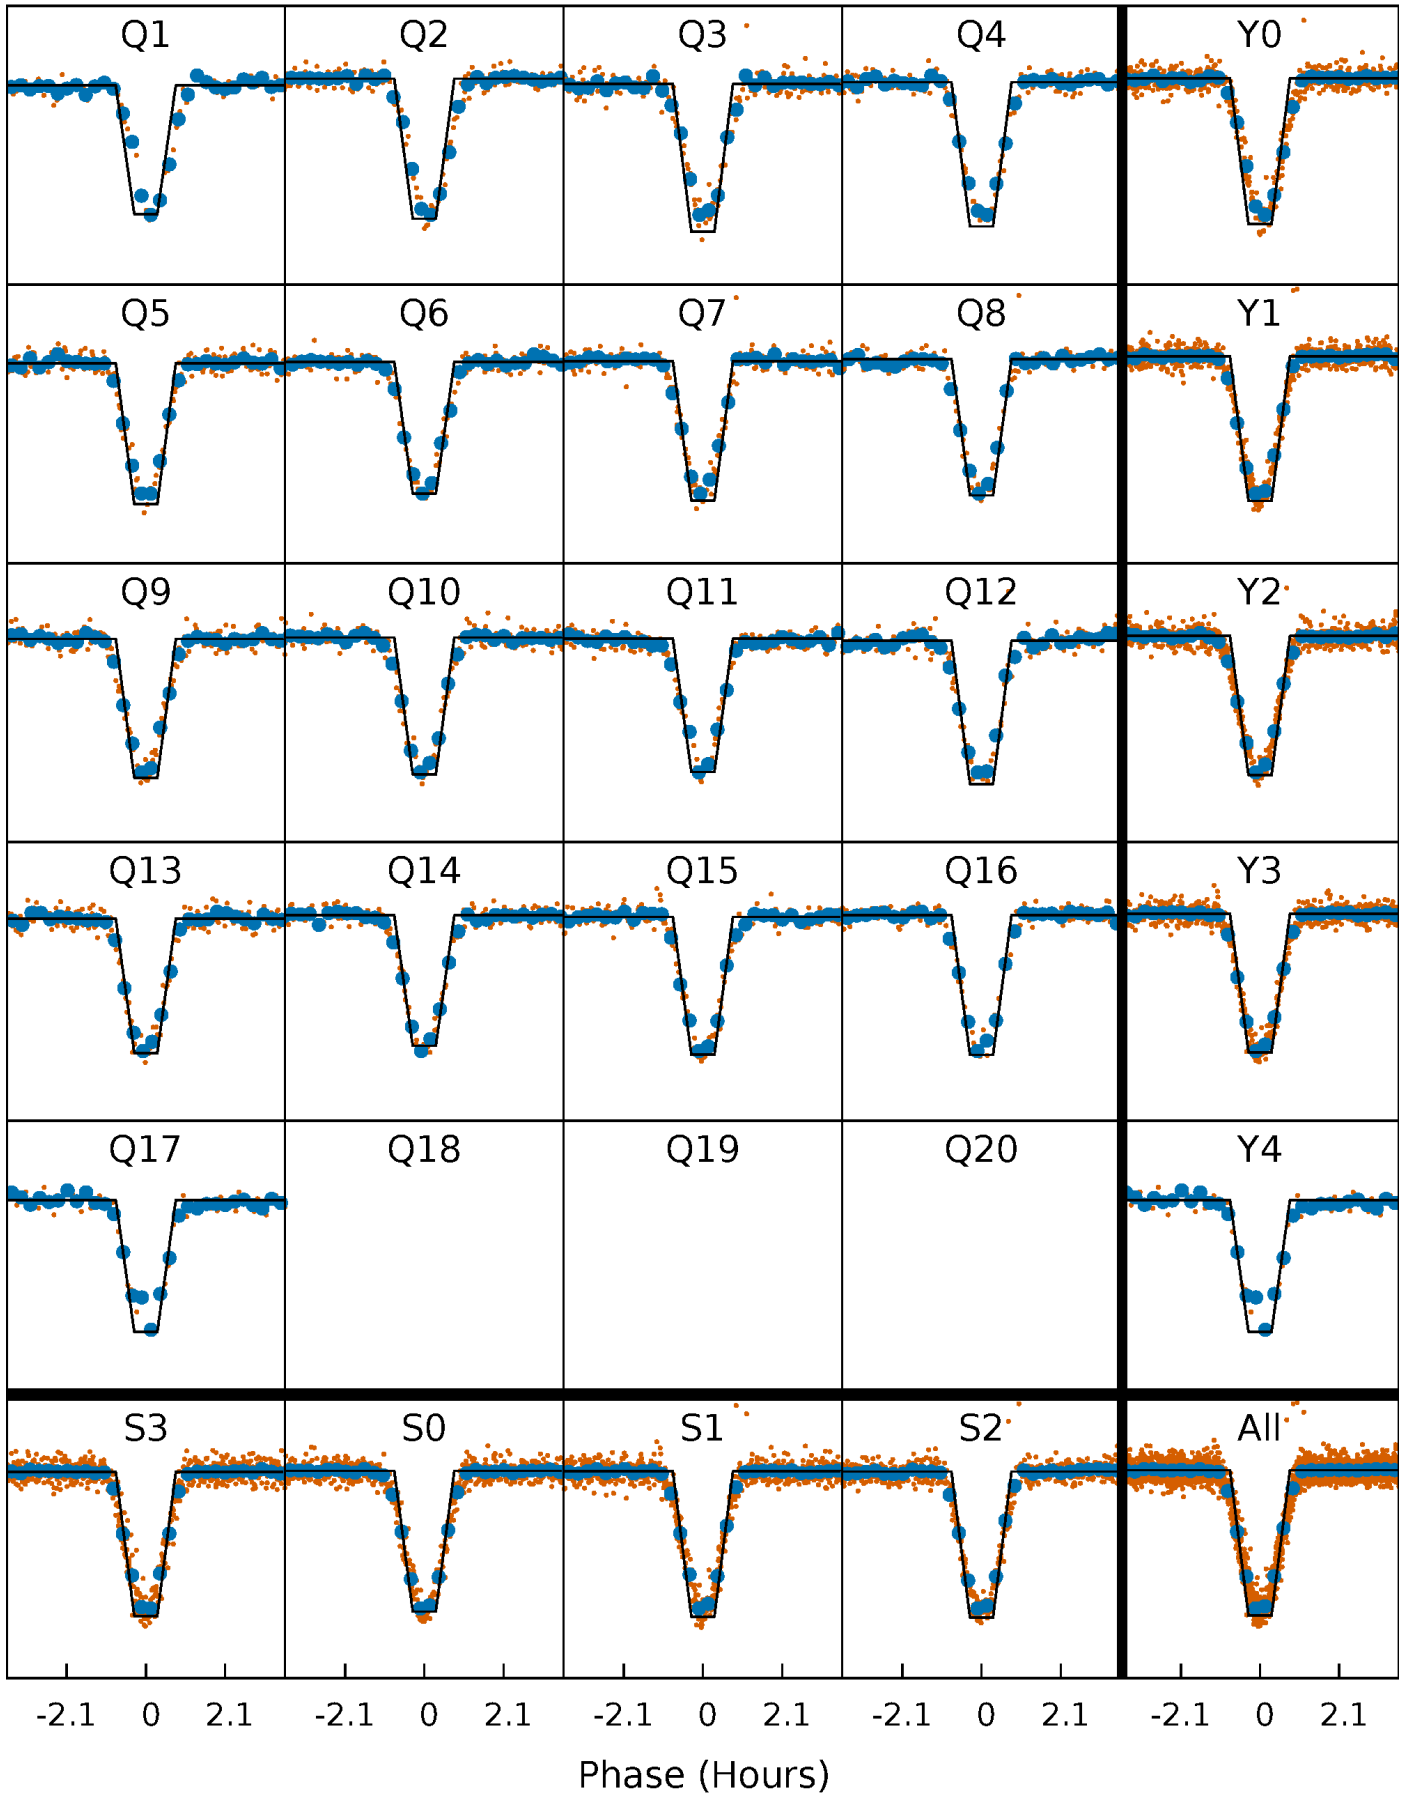 Q1 Q2 Q3 Q4 Y0
Q5 Q6 Q7 Q8 Y1
Q9 Q10 Q11 Q12 Y2
Q13 Q14 Q15 Q16 Y3
Q17 Q18 Q19 Q20 Y4
S3 S0 S1 S2 All
-2.1 0 2.1 -2.1 0 2.1 -2.1 0 2.1 -2.1 0 2.1 -2.1 0 2.1
Phase (Hours)